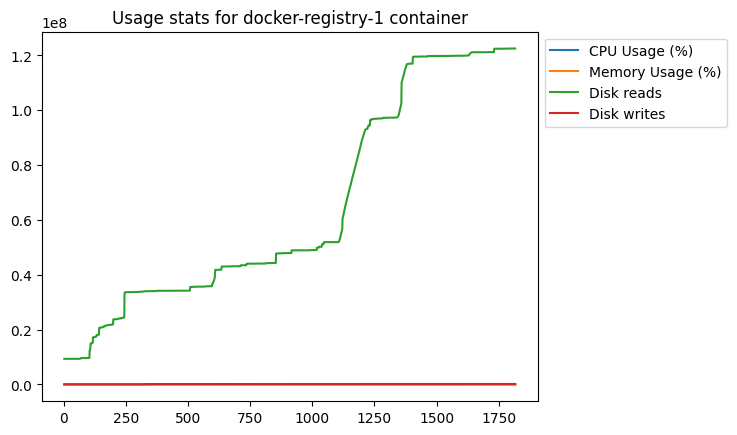 Usage stats for docker-registry-1 container
1e8
1.2
1.0
0.8
0.6
0.4
0.2
0.0
0 250 500 750 1000 1250 1500 1750
CPU Usage (%)
Memory Usage (%)
Disk reads
Disk writes